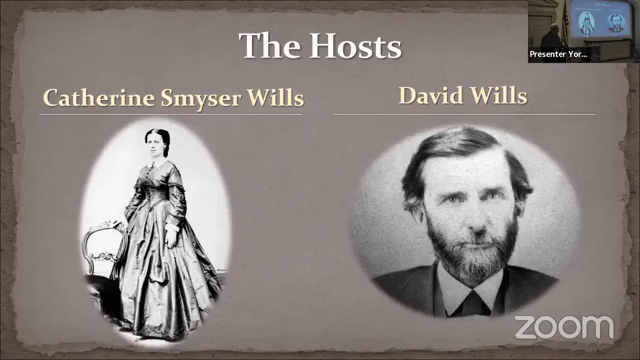 The Hosts
Presenter Yor...
Catherine Smyser Wills
David Wills
zoom